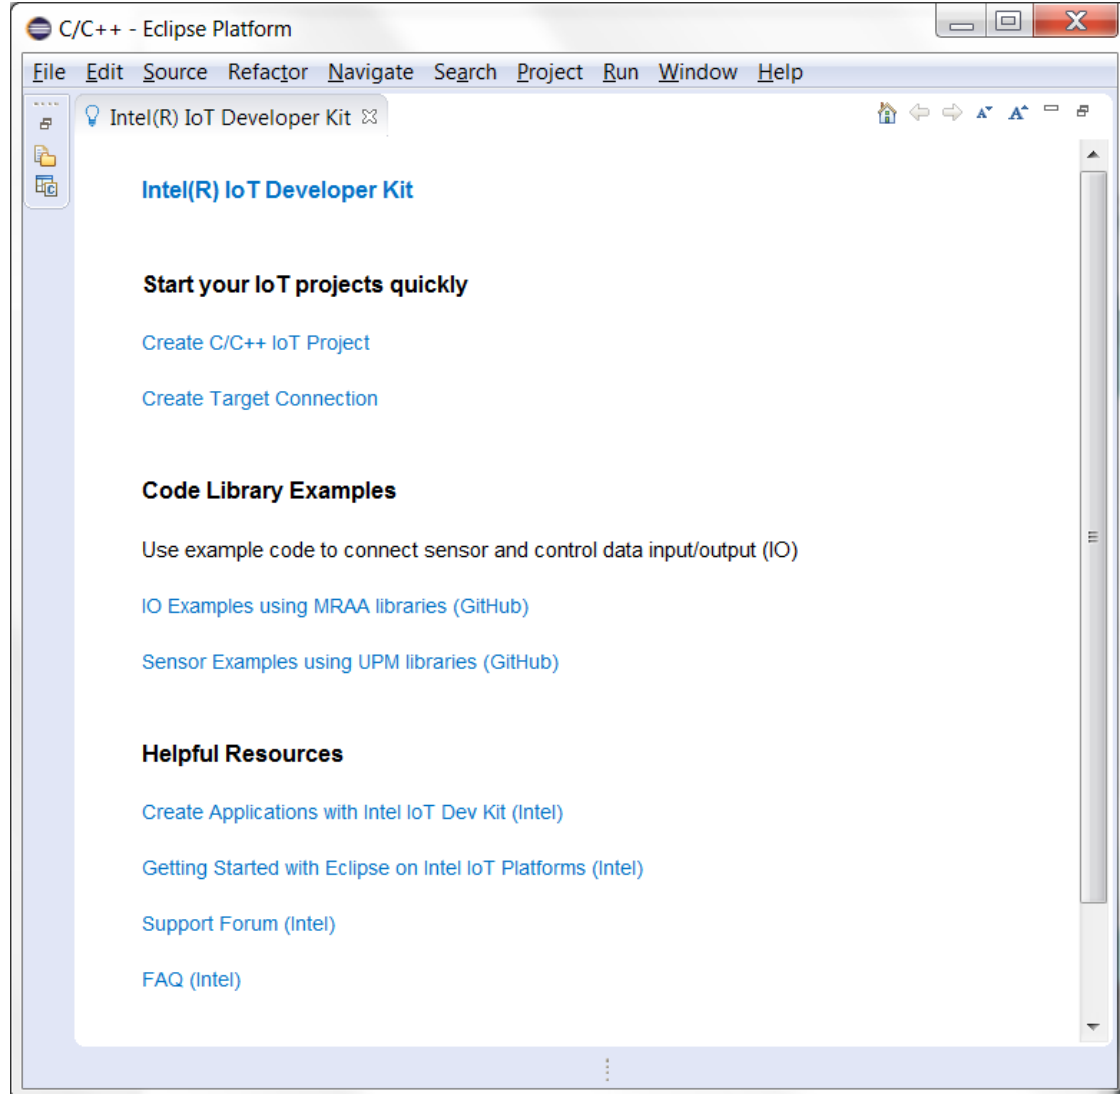 C/C++ - Eclipse Platform
File Edit Source Refactor Navigate Search Project Run Window Help
Intel(R) IoT Developer Kit
Intel(R) IoT Developer Kit
Start your IoT projects quickly
Create C/C++ IoT Project
Create Target Connection
Code Library Examples
Use example code to connect sensor and control data input/output (IO)
IO Examples using MRAA libraries (GitHub)
Sensor Examples using UPM libraries (GitHub)
Helpful Resources
Create Applications with Intel IoT Dev Kit (Intel)
Getting Started with Eclipse on Intel IoT Platforms (Intel)
Support Forum (Intel)
FAQ (Intel)